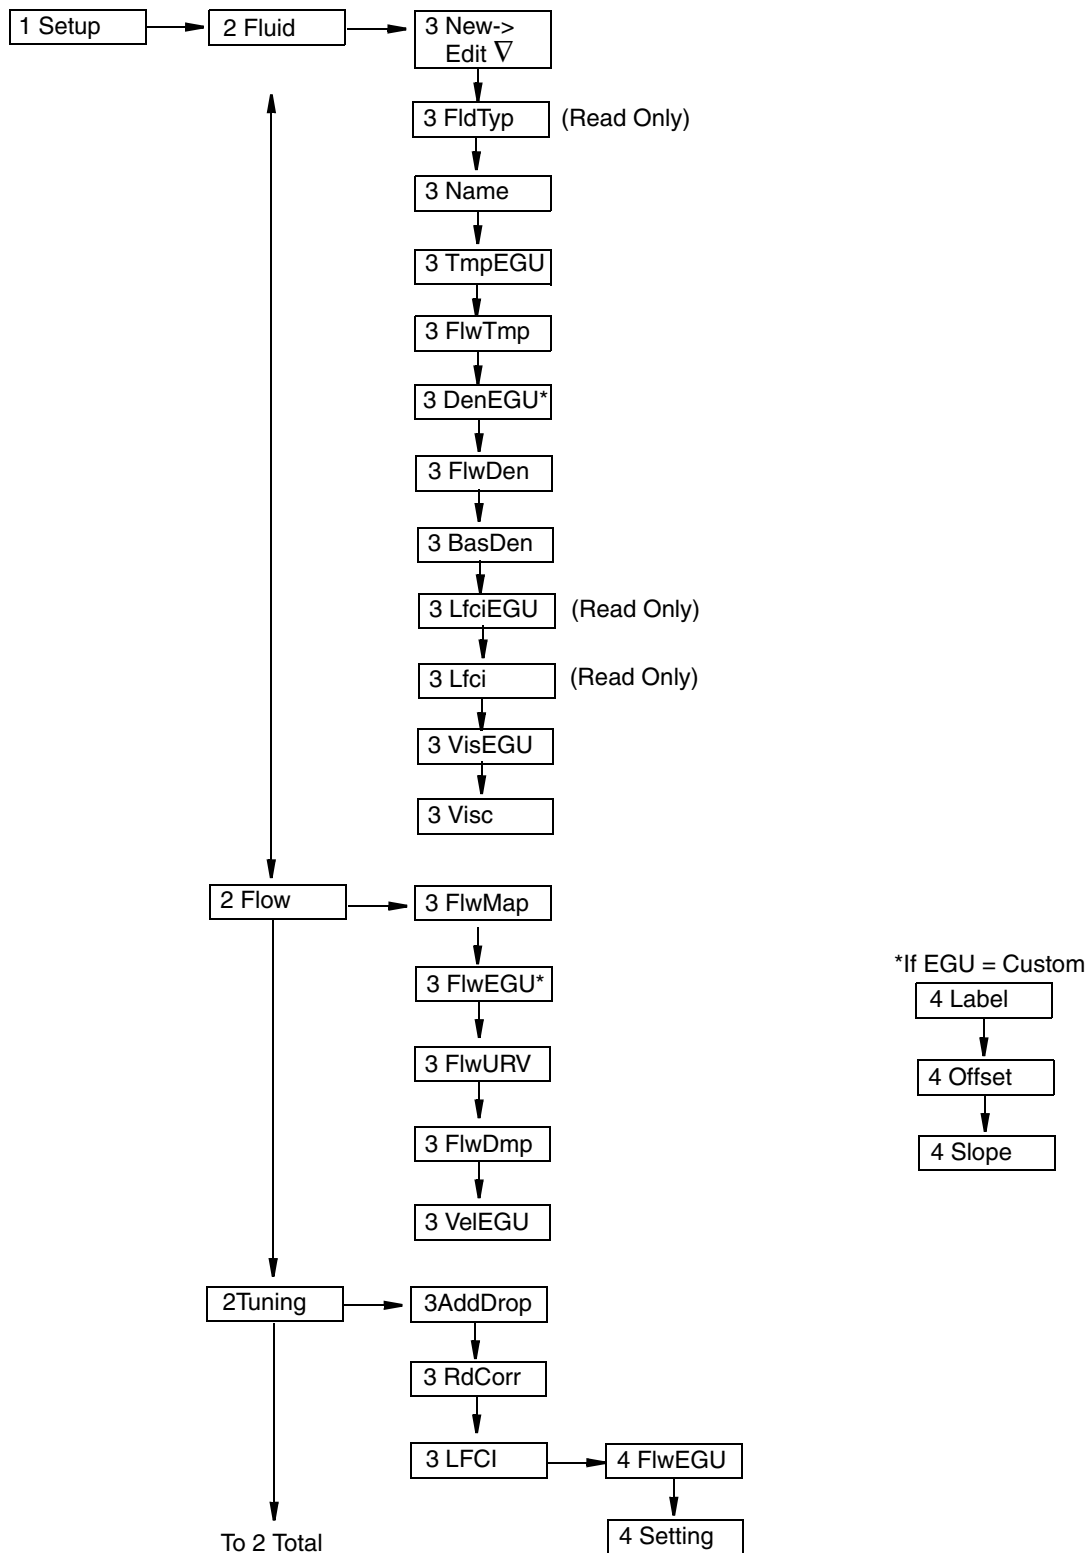 1 Setup
2 Fluid
3 New->
Edit ∇
3 FldTyp
(Read Only)
3 Name
3 TmpEGU
3 FlwTmp
3 DenEGU*
3 FlwDen
3 BasDen
3 LfciEGU
(Read Only)
3 Lfci
(Read Only)
3 VisEGU
3 Visc
2 Flow
3 FlwMap
3 FlwEGU*
3 FlwURV
3 FlwDmp
3 VelEGU
*If EGU = Custom
4 Label
4 Offset
4 Slope
2Tuning
3AddDrop
3 RdCorr
3 LFCI
4 FlwEGU
4 Setting
To 2 Total